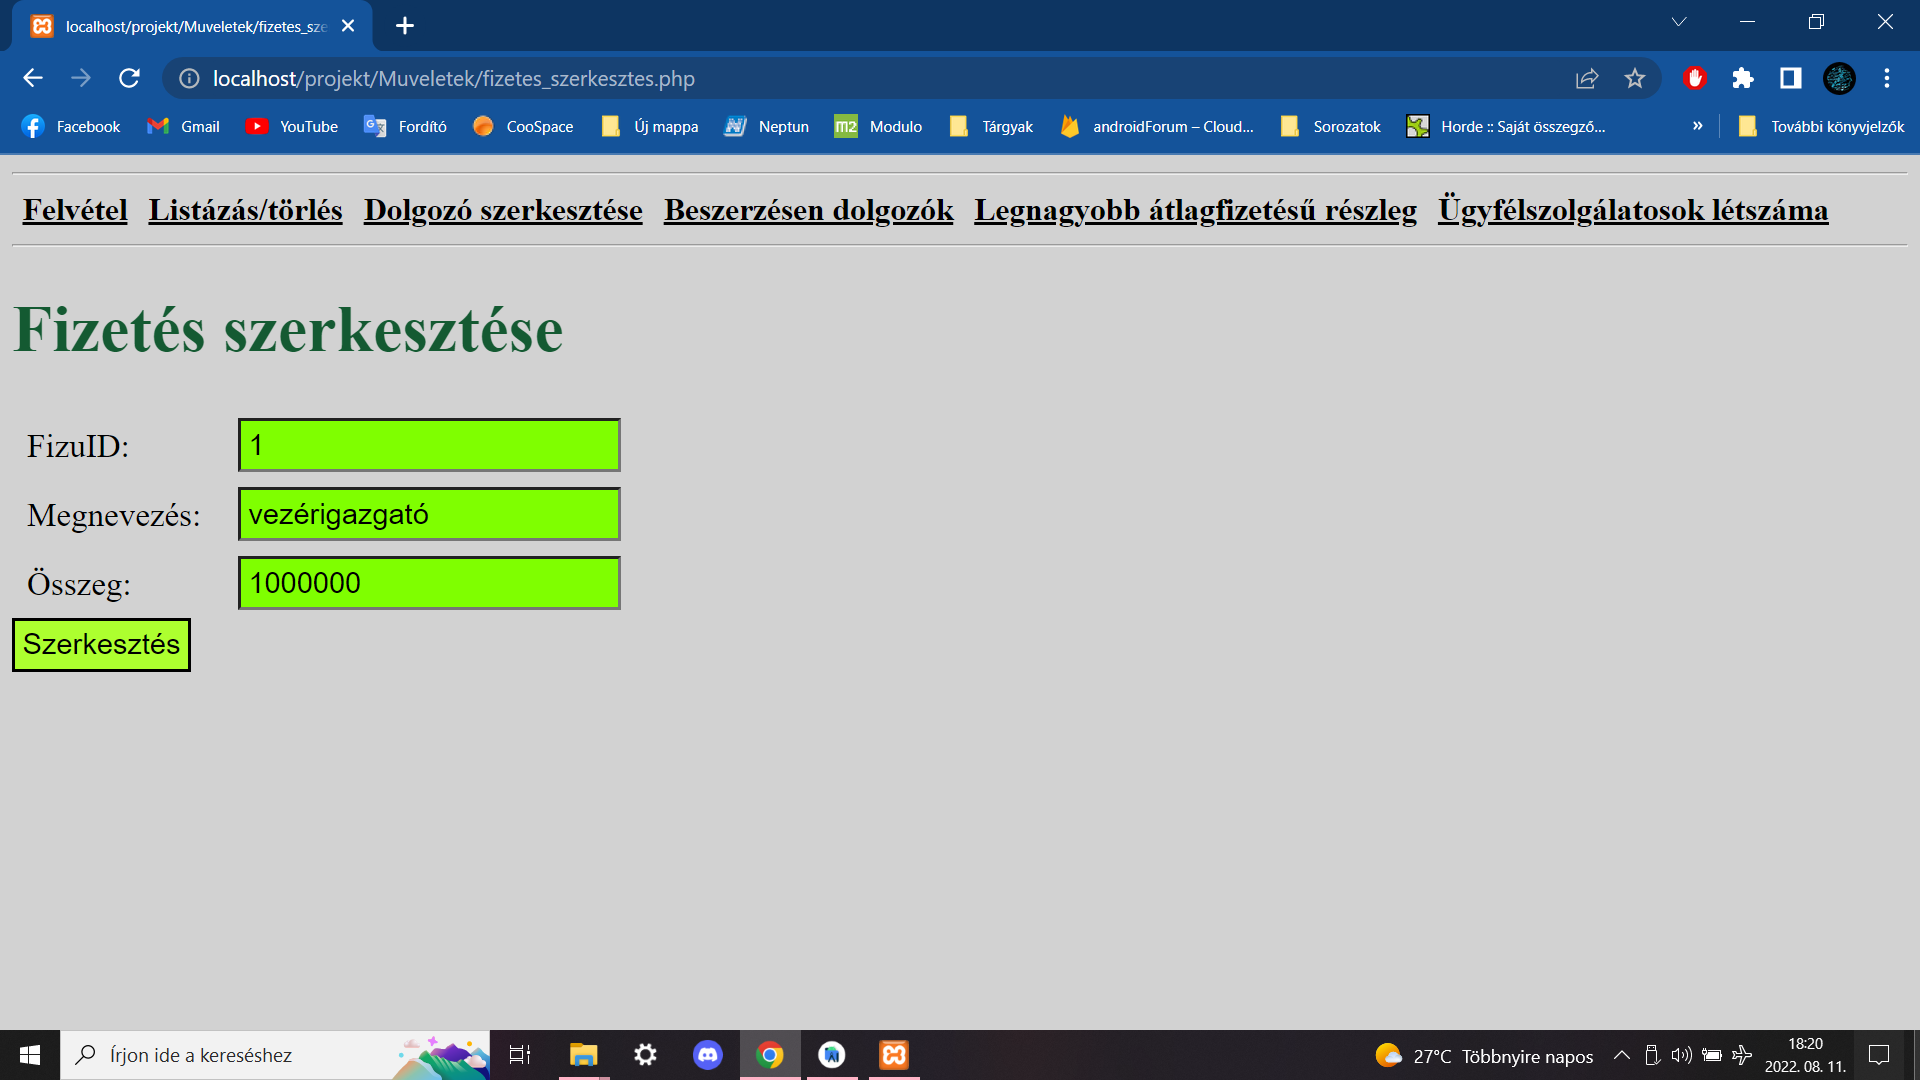 localhost/projekt/Muveletek/fizetes_sze
localhost/projekt/Muveletek/fizetes_szerkesztes.php
Facebook Gmail YouTube Fordító CooSpace Új mappa Neptun m2 Modulo Tárgyak androidForum – Cloud... Sorozatok Horde :: Saját összegző... » További könyvjelzők
Felvétel Listázás/törlés Dolgozó szerkesztése Beszerzésen dolgozók Legnagyobb átlagfizetésű részleg Ügyfélszolgálatosok létszáma
Fizetés szerkesztése
FizuID: 1
Megnevezés: vezérigazgató
Összeg: 1000000
Szerkesztés
Írjon ide a kereséshez
27°C Többnyire napos
18:20
2022. 08. 11.